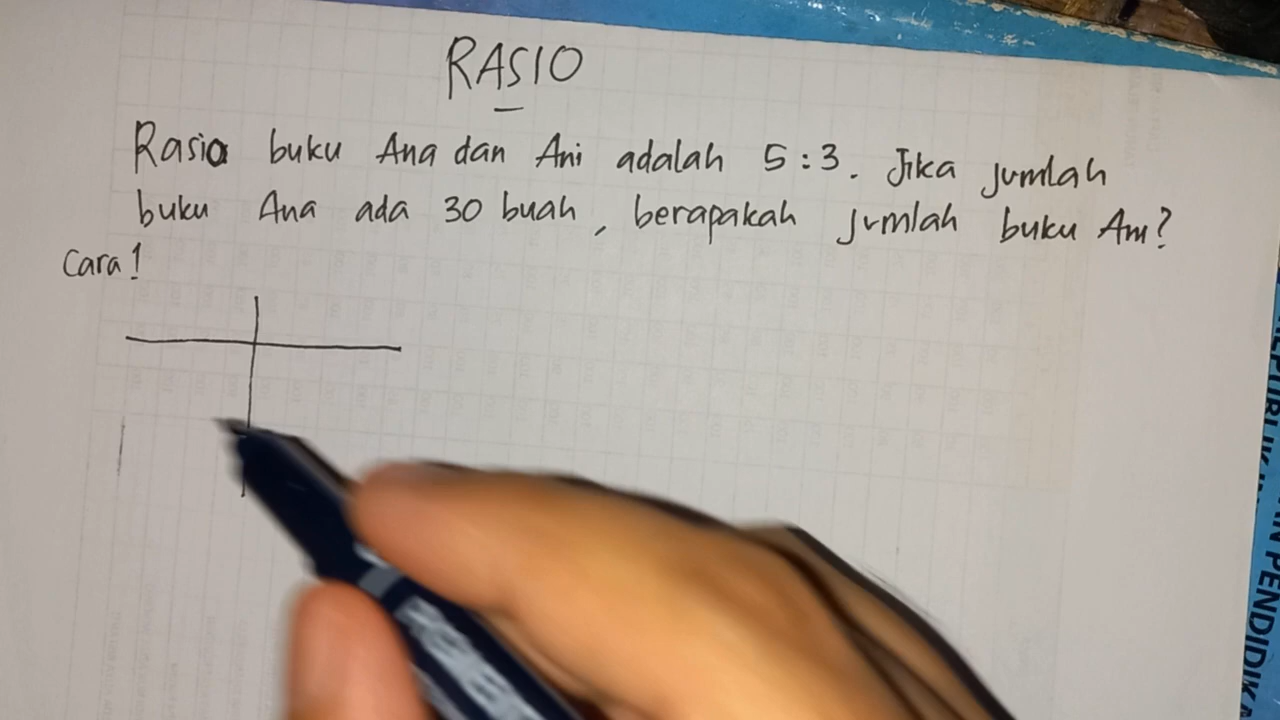 RASIO
Rasio buku Ana dan Ani adalah 5 : 3. Jika jumlah
buku Ana ada 30 buah, berapakah jumlah buku Ani?
Cara!